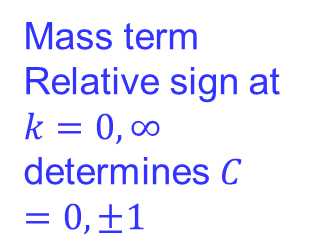 Mass term
Relative sign at
𝑘 = 0, ∞
determines 𝐶
= 0, ±1